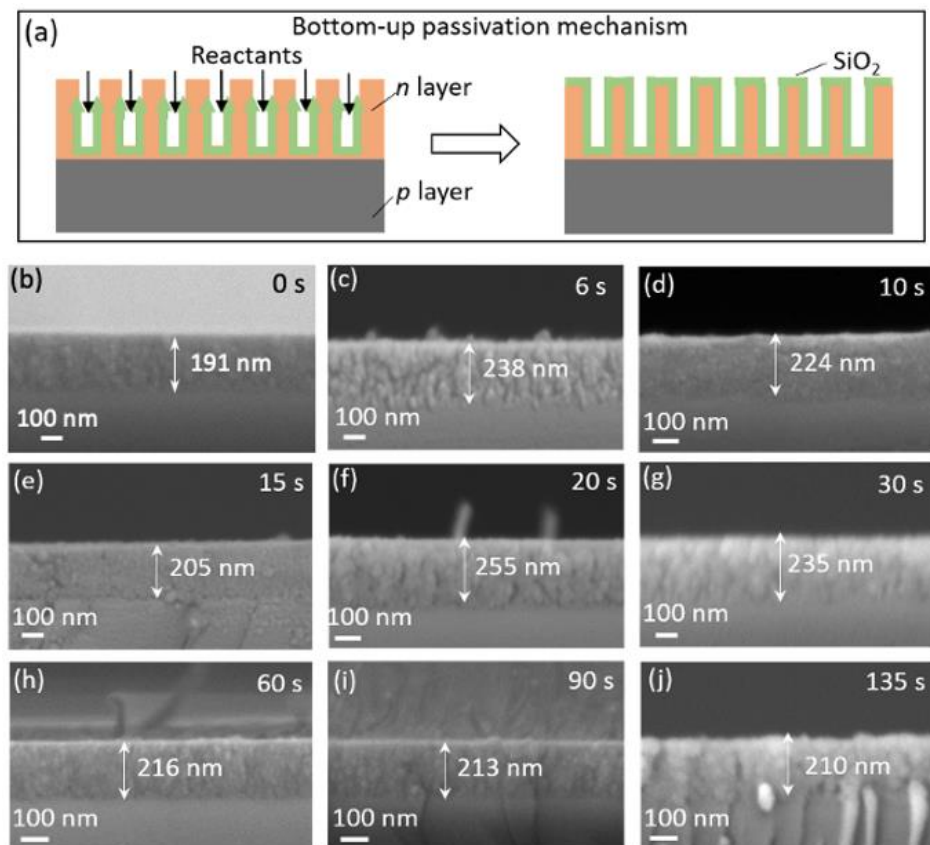 (a)
Bottom-up passivation mechanism
Reactants
n layer
p layer
SiO₂
(b)
0 s
191 nm
100 nm
(c)
6 s
238 nm
100 nm
(d)
10 s
224 nm
100 nm
(e)
15 s
205 nm
100 nm
(f)
20 s
255 nm
100 nm
(g)
30 s
235 nm
100 nm
(h)
60 s
216 nm
100 nm
(i)
90 s
213 nm
100 nm
(j)
135 s
210 nm
100 nm